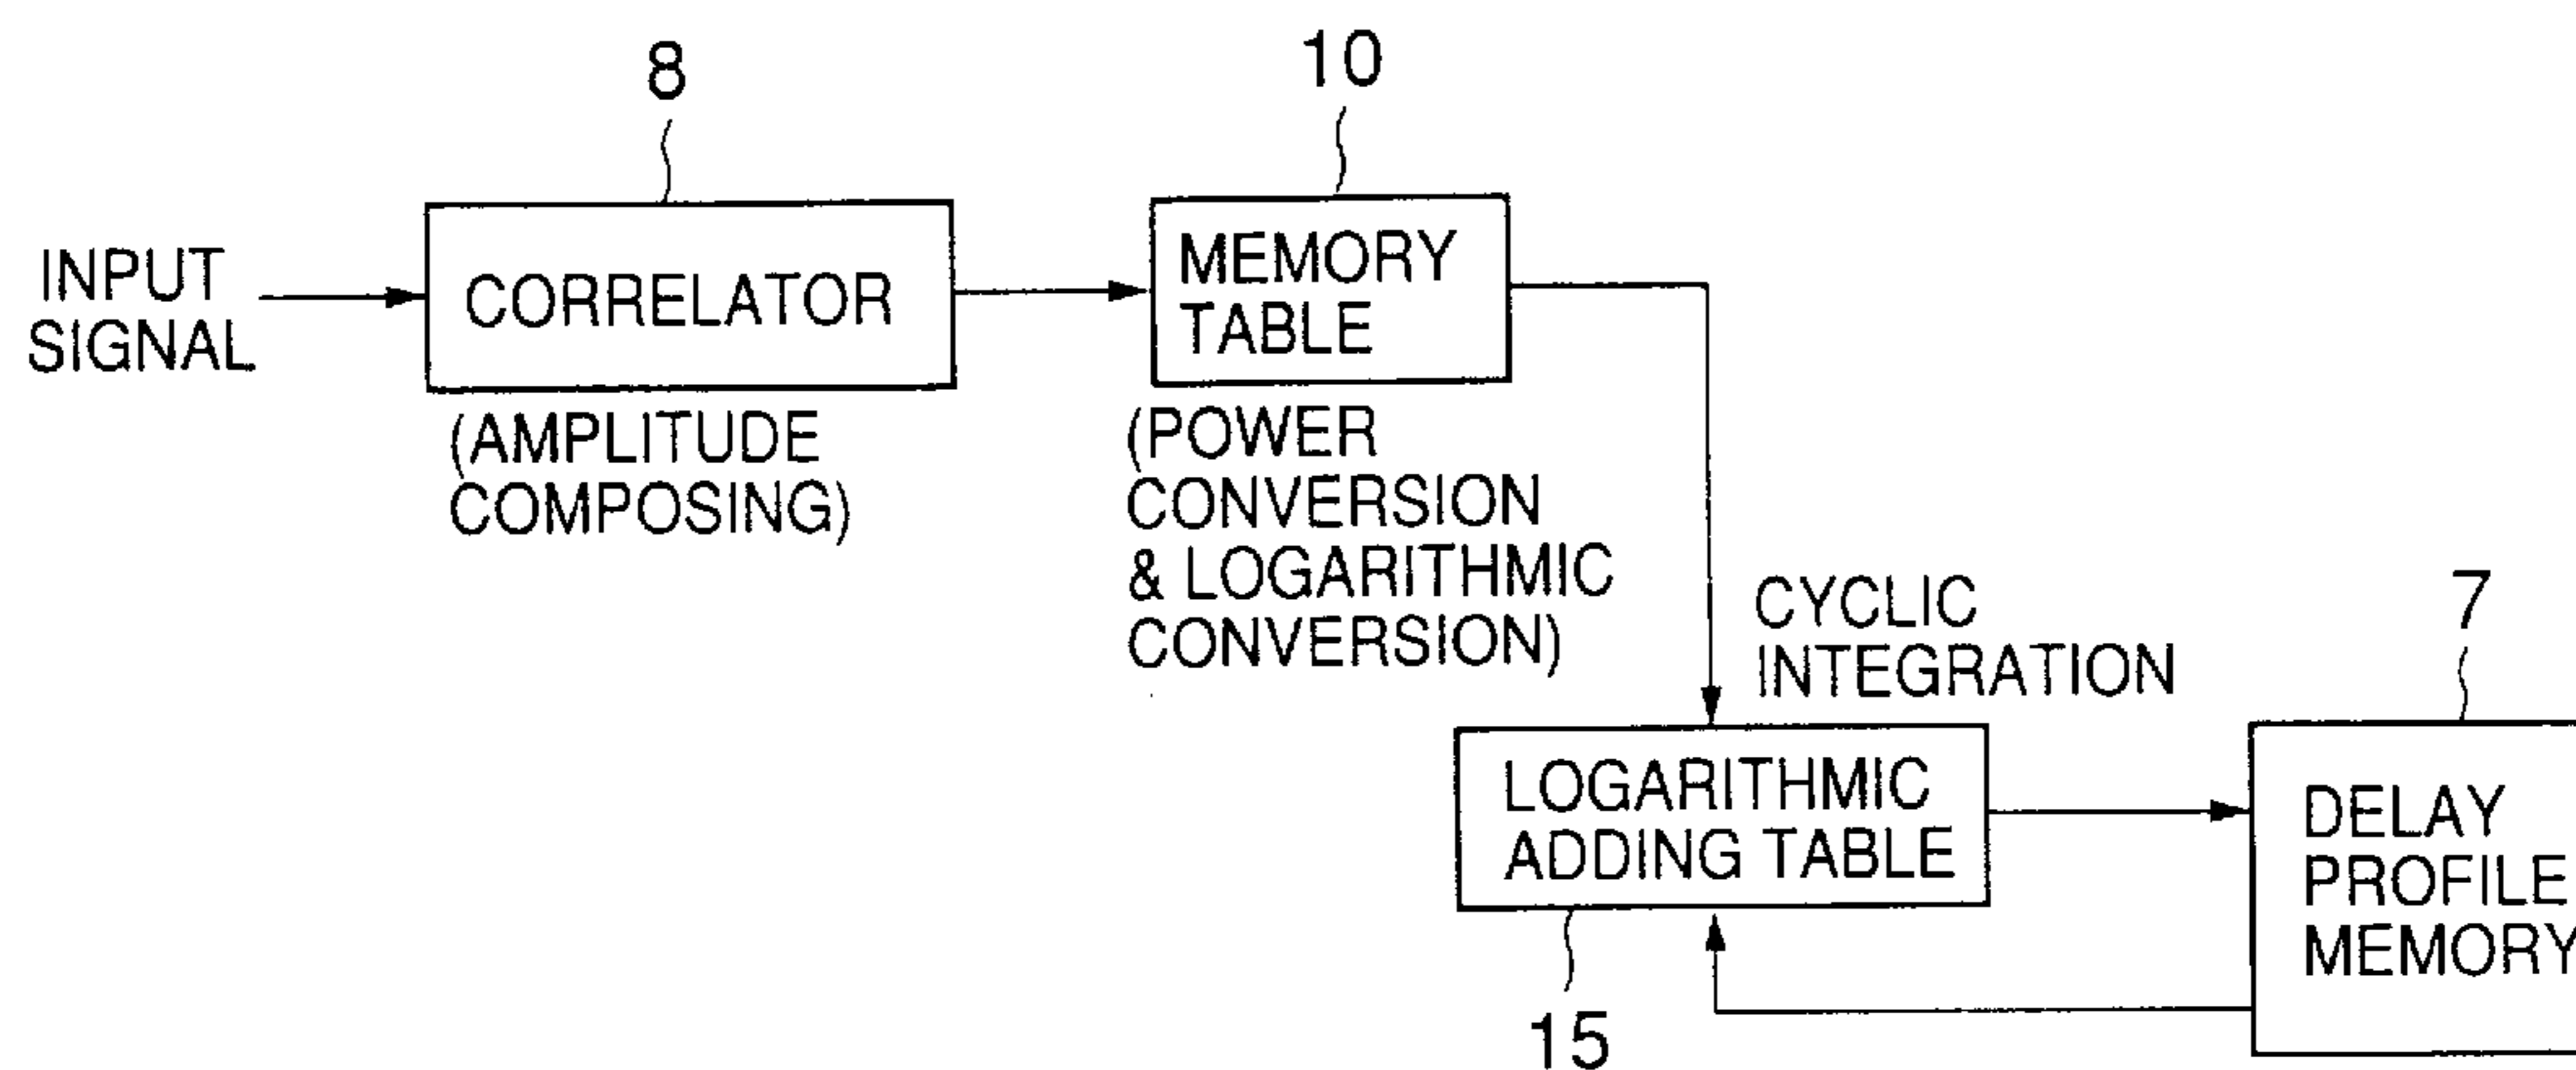 8
10
INPUT
SIGNAL
CORRELATOR
MEMORY
TABLE
(AMPLITUDE
COMPOSING)
(POWER
CONVERSION
& LOGARITHMIC
CONVERSION)
CYCLIC
INTEGRATION
7
LOGARITHMIC
ADDING TABLE
DELAY
PROFILE
MEMORY
15